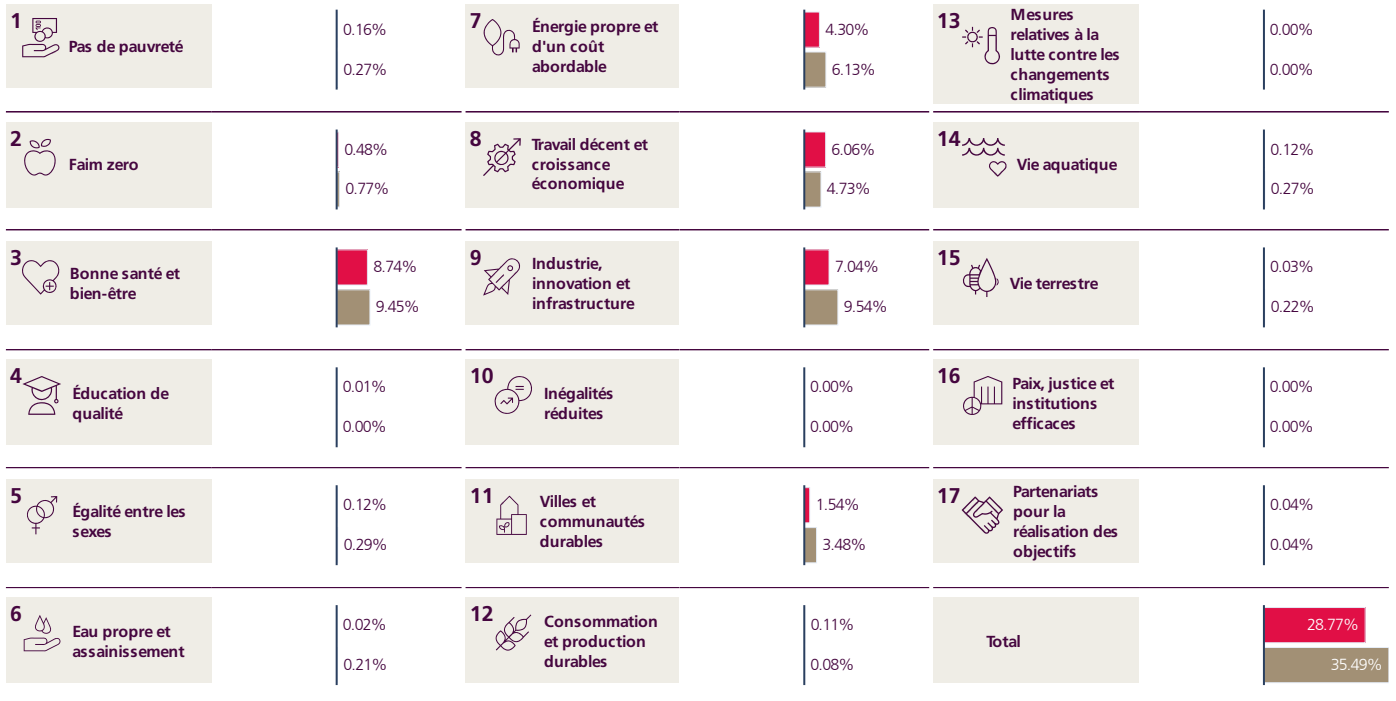 1
Pas de pauvreté
0.16%
0.27%
2
Faim zero
0.48%
0.77%
3
Bonne santé et
bien-être
8.74%
9.45%
4
Éducation de
qualité
0.01%
0.00%
5
Égalité entre les
sexes
0.12%
0.29%
6
Eau propre et
assainissement
0.02%
0.21%
7
Énergie propre et
d'un coût
abordable
4.30%
6.13%
8
Travail décent et
croissance
économique
6.06%
4.73%
9
Industrie,
innovation et
infrastructure
7.04%
9.54%
10
Inégalités
réduites
0.00%
0.00%
11
Villes et
communautés
durables
1.54%
3.48%
12
Consommation
et production
durables
0.11%
0.08%
13
Mesures
relatives à la
lutte contre les
changements
climatiques
0.00%
0.00%
14
Vie aquatique
0.12%
0.27%
15
Vie terrestre
0.03%
0.22%
16
Paix, justice et
institutions
efficaces
0.00%
0.00%
17
Partenariats
pour la
réalisation des
objectifs
0.04%
0.04%
Total
28.77%
35.49%